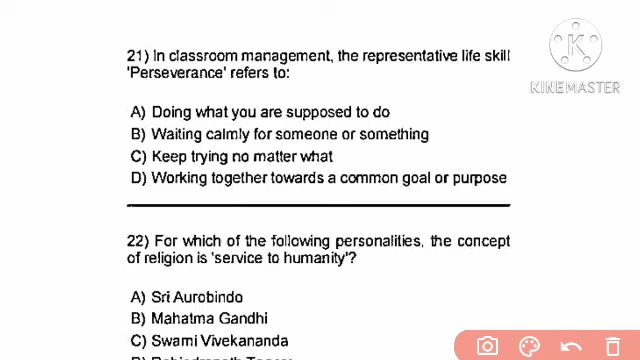 21) In classroom management, the representative life skill
'Perseverance' refers to:
A) Doing what you are supposed to do
B) Waiting calmly for someone or something
C) Keep trying no matter what
D) Working together towards a common goal or purpose
22) For which of the following personalities, the concept
of religion is 'service to humanity'?
A) Sri Aurobindo
B) Mahatma Gandhi
C) Swami Vivekananda
K
KINEMASTER